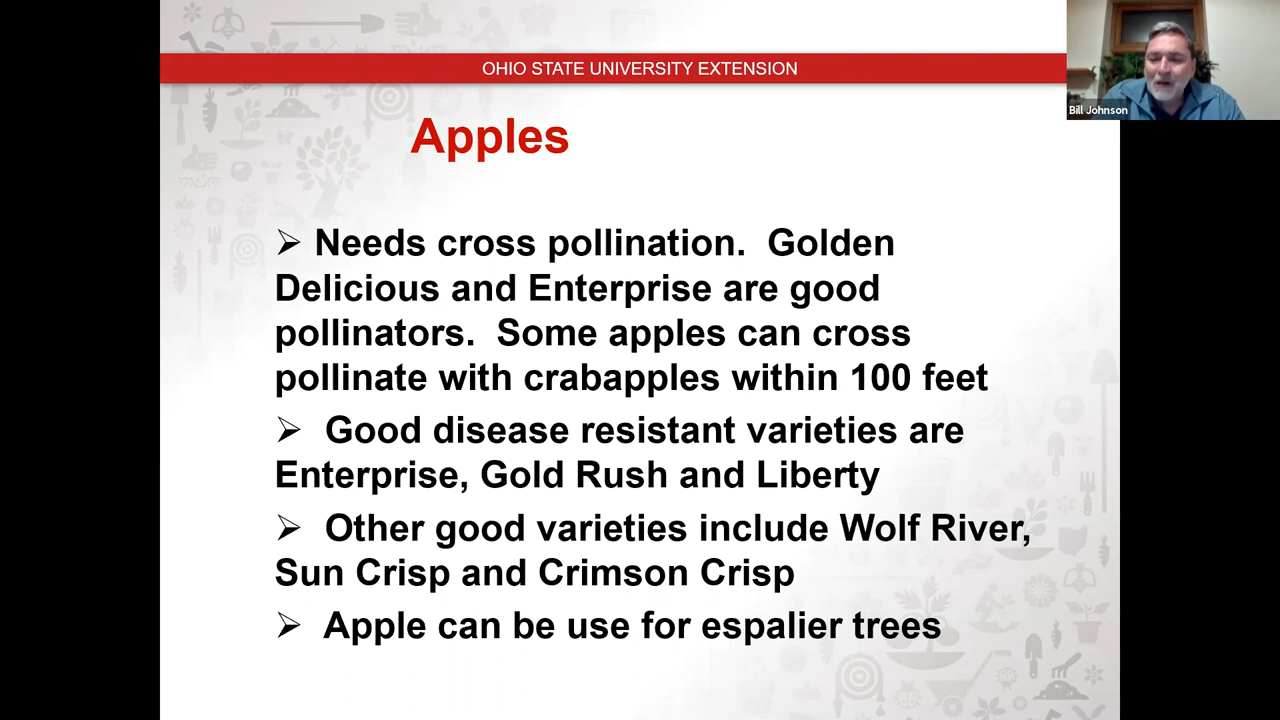 OHIO STATE UNIVERSITY EXTENSION
Bill Johnson
Apples
➢ Needs cross pollination.  Golden
Delicious and Enterprise are good
pollinators.  Some apples can cross
pollinate with crabapples within 100 feet
➢  Good disease resistant varieties are
Enterprise, Gold Rush and Liberty
➢  Other good varieties include Wolf River,
Sun Crisp and Crimson Crisp
➢  Apple can be use for espalier trees